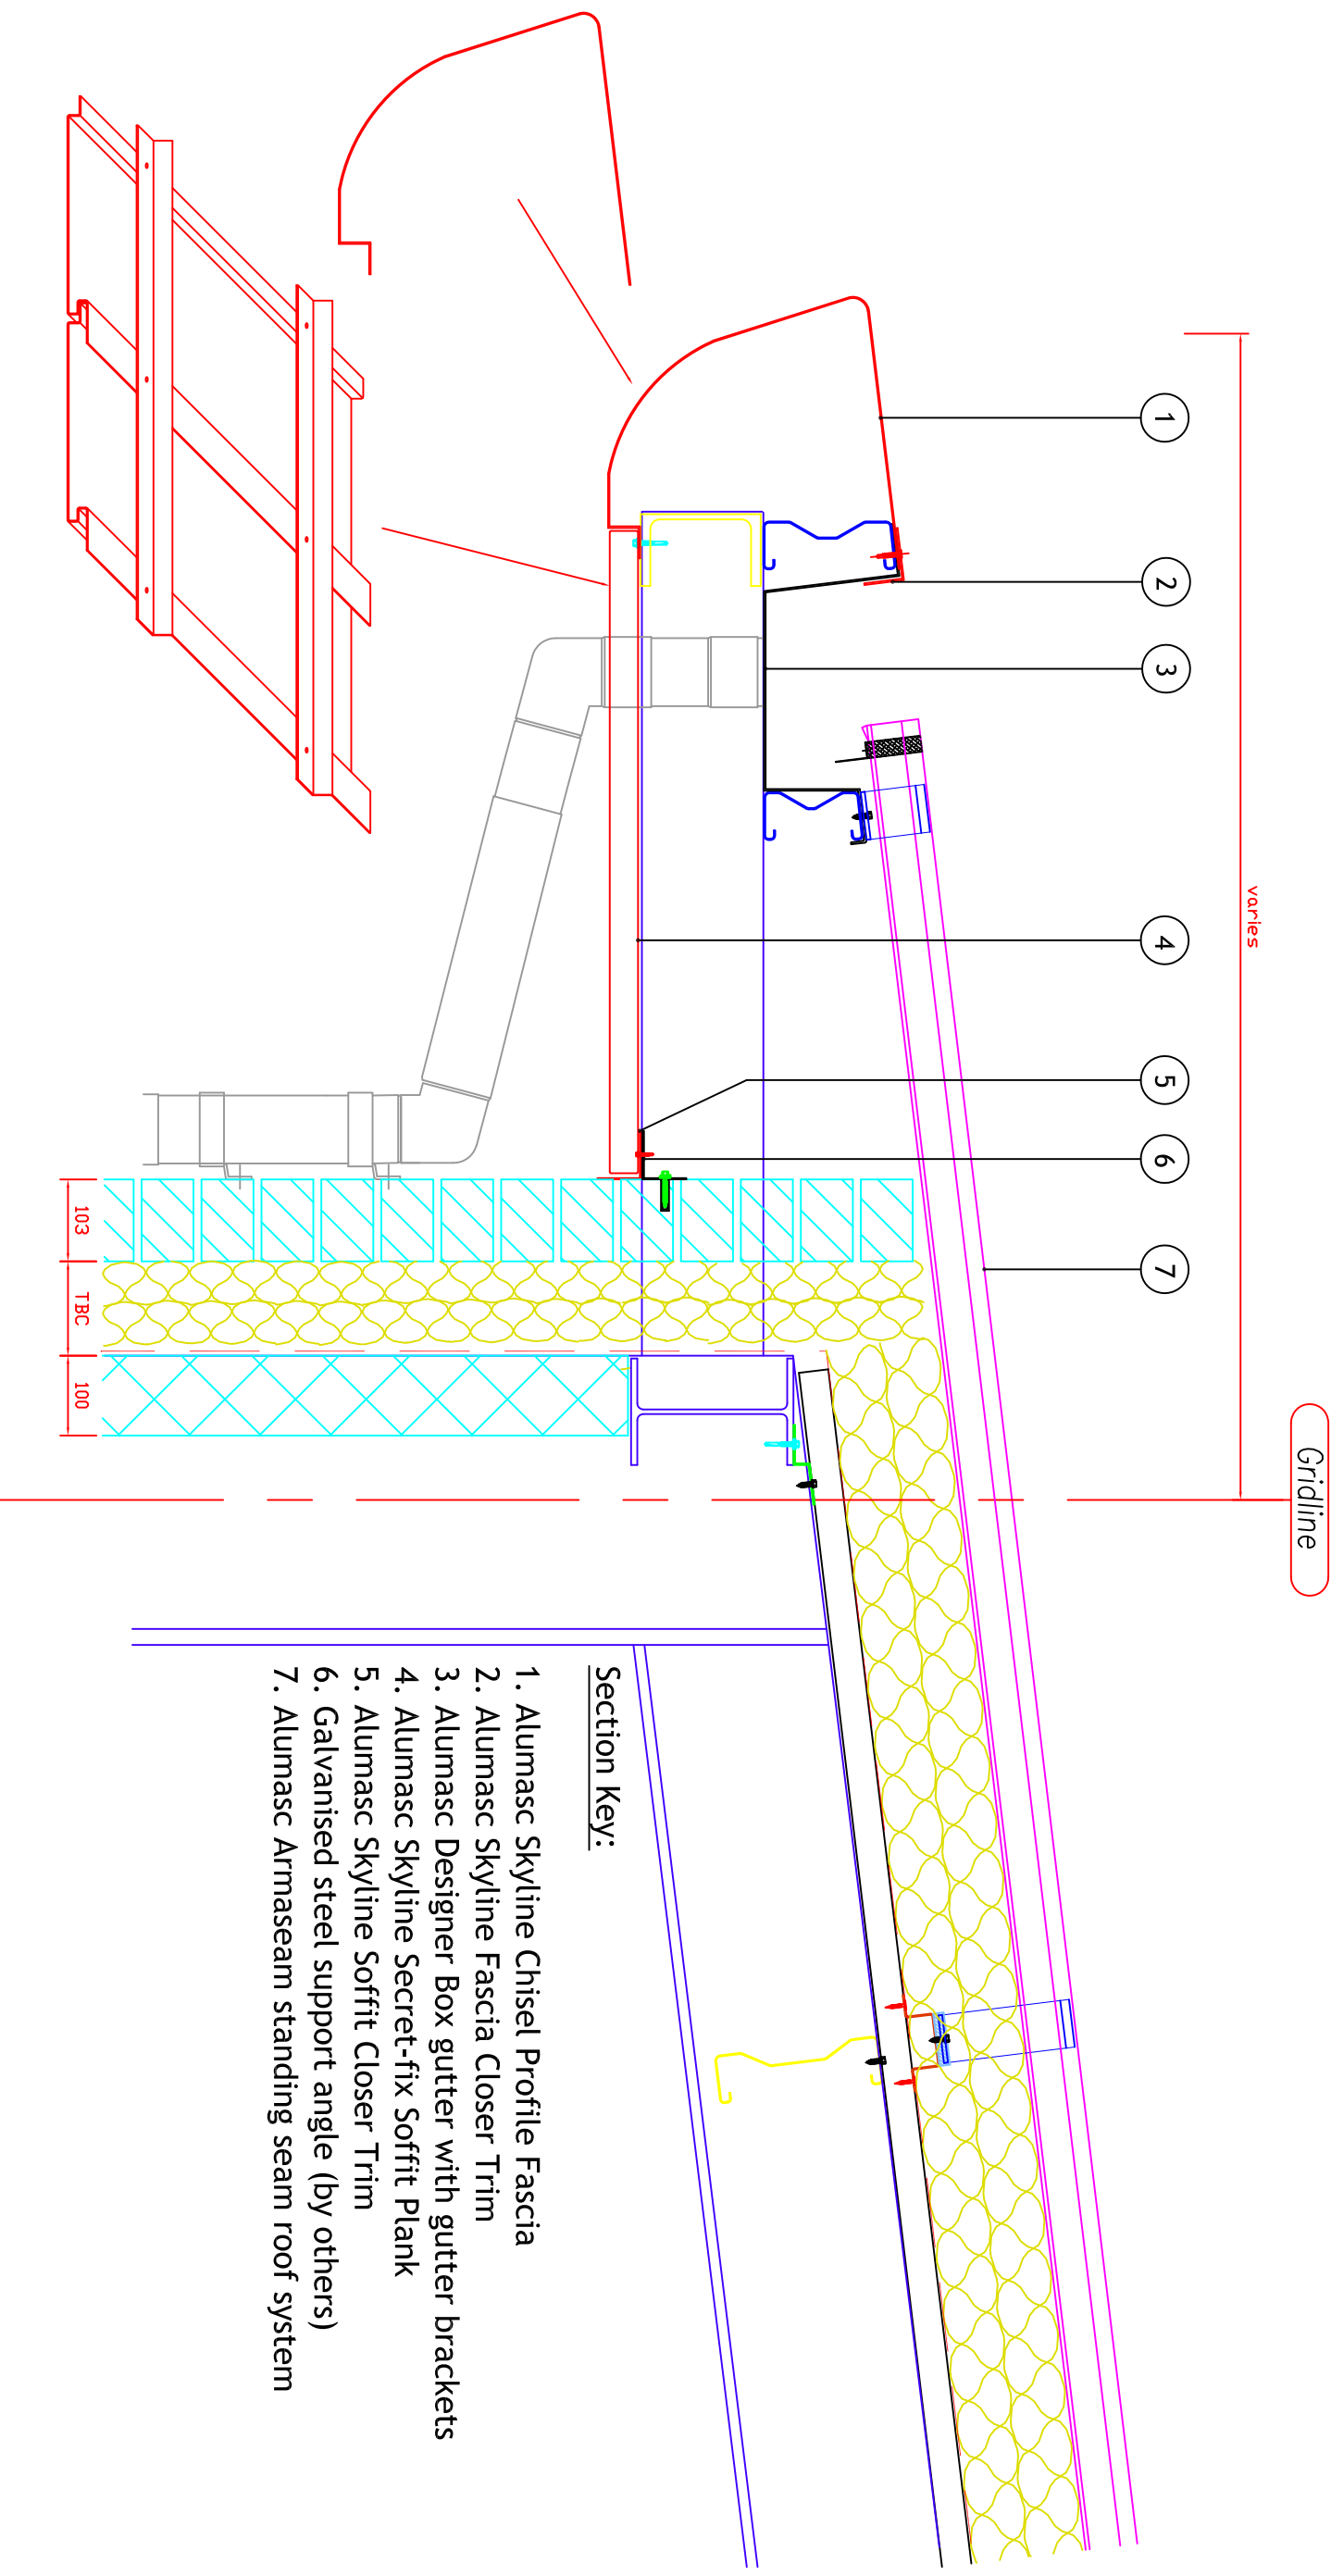 Gridline
varies
1
2
3
4
5
6
7
103
TBC
100
Section Key:
1. Alumasc Skyline Chisel Profile Fascia
2. Alumasc Skyline Fascia Closer Trim
3. Alumasc Designer Box gutter with gutter brackets
4. Alumasc Skyline Secret-fix Soffit Plank
5. Alumasc Skyline Soffit Closer Trim
6. Galvanised steel support angle (by others)
7. Alumasc Armaseam standing seam roof system